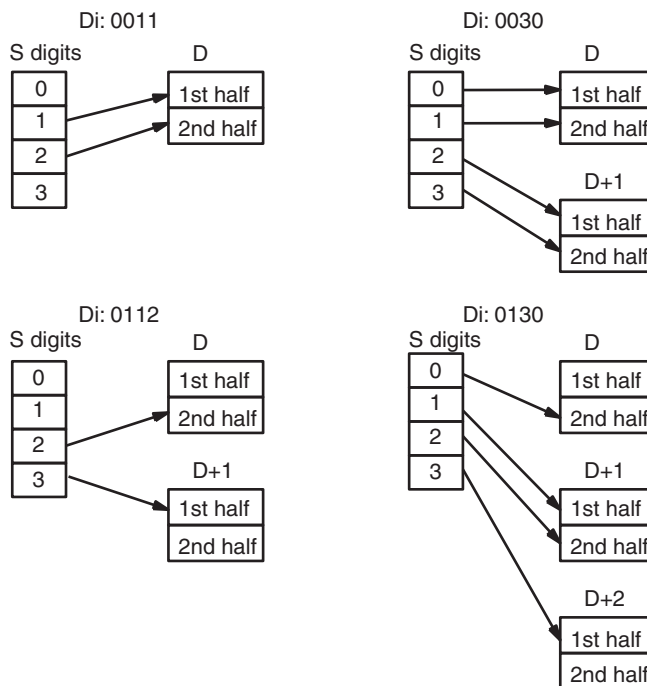 Di: 0011
S digits
D
0
1
2
3
1st half
2nd half
Di: 0030
S digits
D
0
1
2
3
1st half
2nd half
D+1
1st half
2nd half
Di: 0112
S digits
D
0
1
2
3
1st half
2nd half
D+1
1st half
2nd half
Di: 0130
S digits
D
0
1
2
3
1st half
2nd half
D+1
1st half
2nd half
D+2
1st half
2nd half